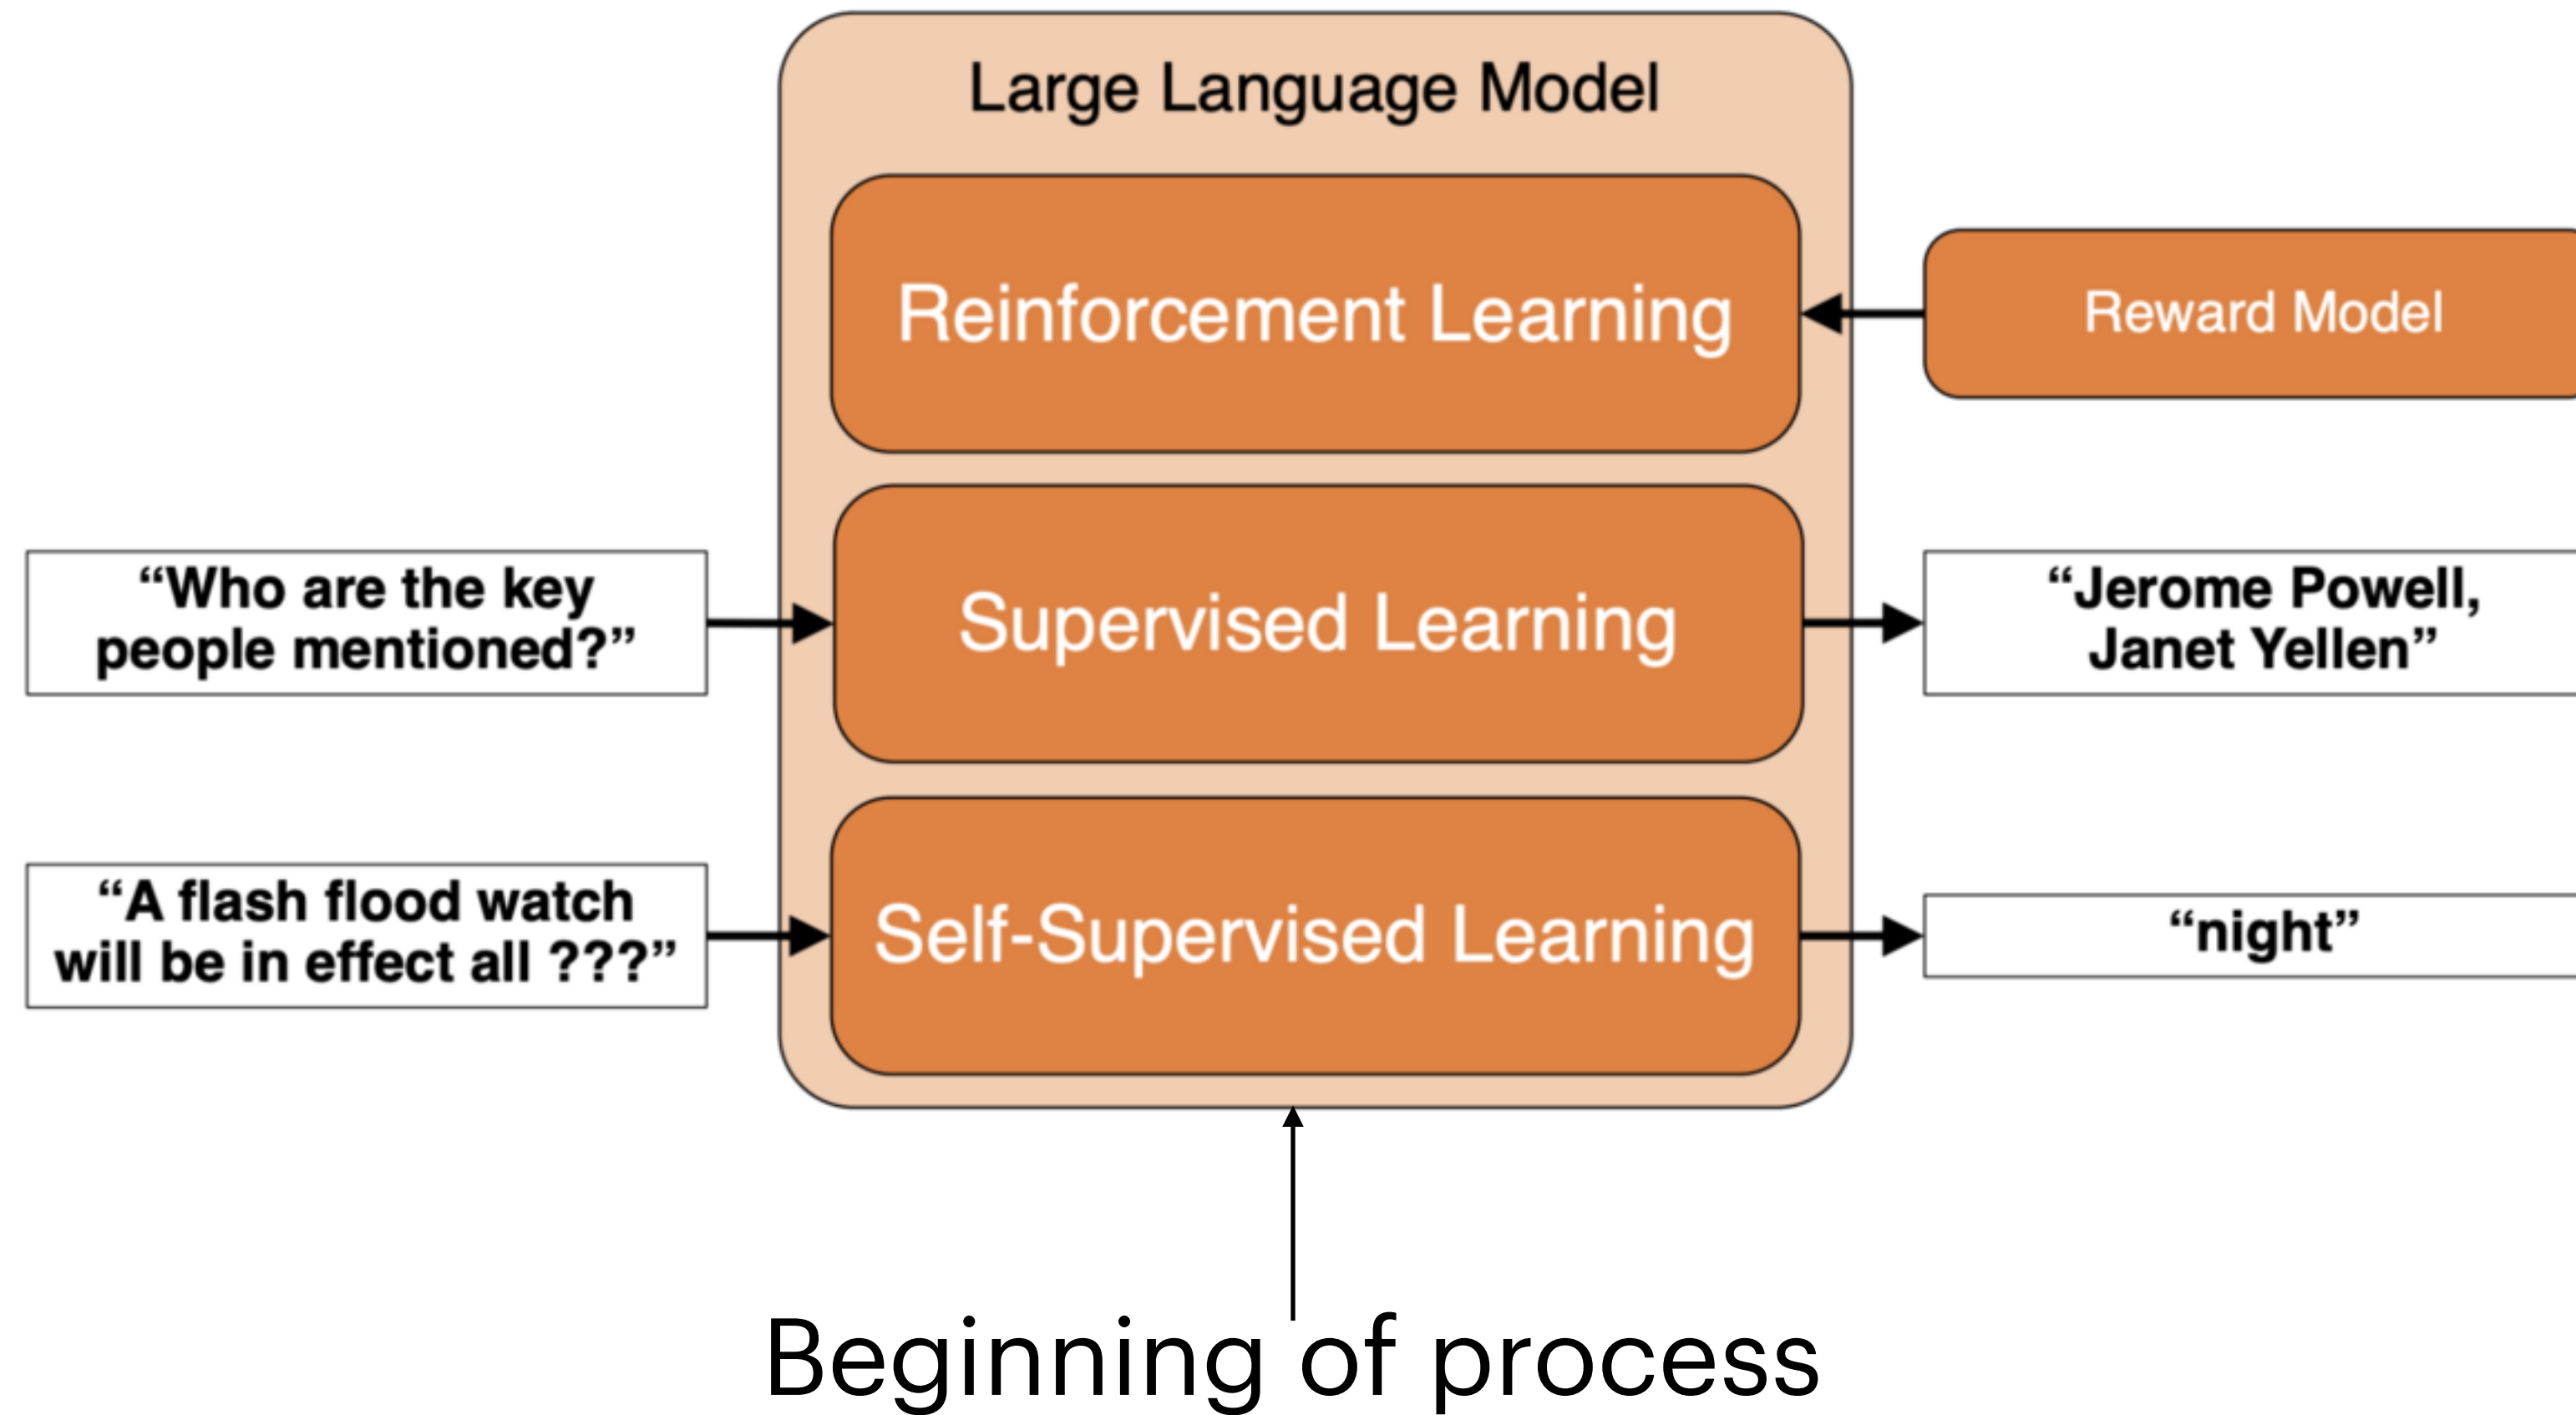 Large Language Model
Reinforcement Learning
Reward Model
“Who are the key
people mentioned?”
Supervised Learning
“Jerome Powell,
Janet Yellen”
“A flash flood watch
will be in effect all ???”
Self-Supervised Learning
“night”
Beginning of process